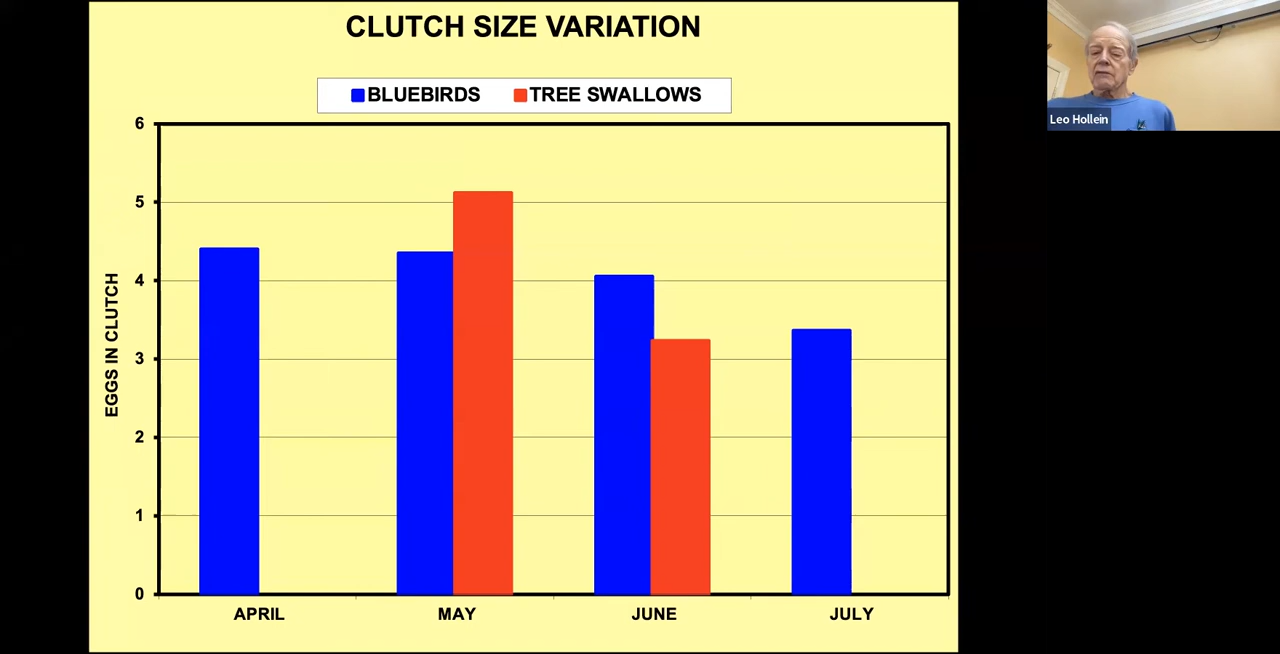 CLUTCH SIZE VARIATION
BLUEBIRDS TREE SWALLOWS
Leo Hollein
6
5
4
3
2
1
0
EGGS IN CLUTCH
APRIL MAY JUNE JULY